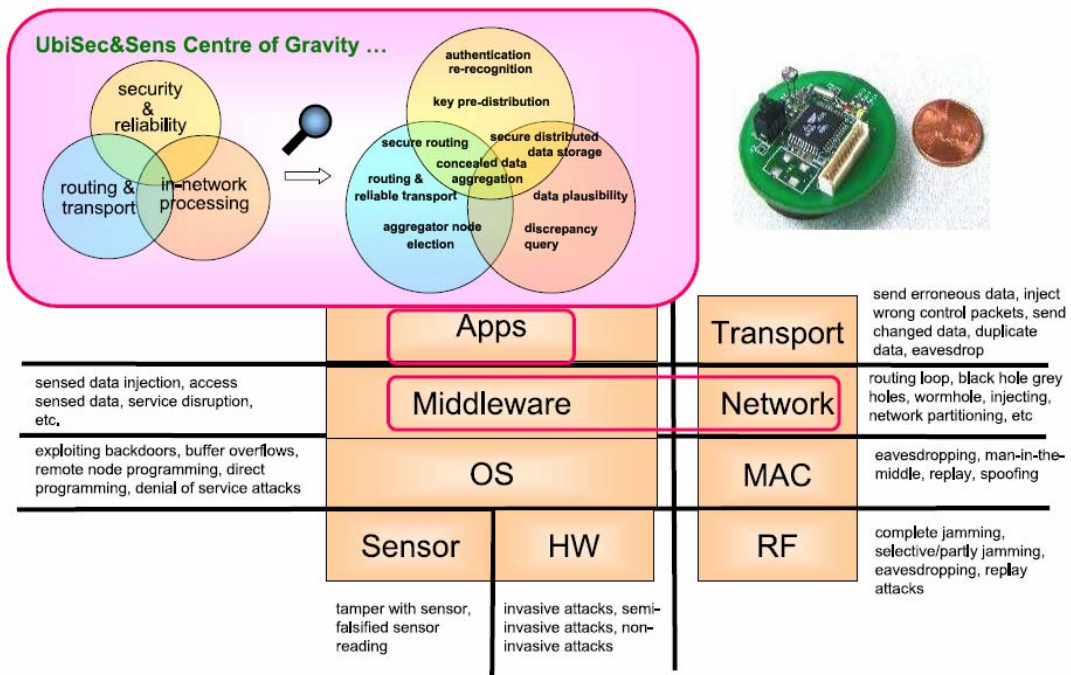 UbiSec&Sens Centre of Gravity …
security
&
reliability
routing &
transport
in-network
processing
authentication
re-recognition
key pre-distribution
secure routing
secure distributed
data storage
concealed data
aggregation
routing &
reliable transport
data plausibility
aggregator node
election
discrepancy
query
Apps
Transport
send erroneous data, inject
wrong control packets, send
changed data, duplicate
data, eavesdrop
sensed data injection, access
sensed data, service disruption,
etc.
Middleware
Network
routing loop, black hole grey
holes, wormhole, injecting,
network partitioning, etc
exploiting backdoors, buffer overflows,
remote node programming, direct
programming, denial of service attacks
OS
MAC
eavesdropping, man-in-the-
middle, replay, spoofing
Sensor
HW
RF
complete jamming,
selective/partly jamming,
eavesdropping, replay
attacks
tamper with sensor,
falsified sensor
reading
invasive attacks, semi-
invasive attacks, non-
invasive attacks